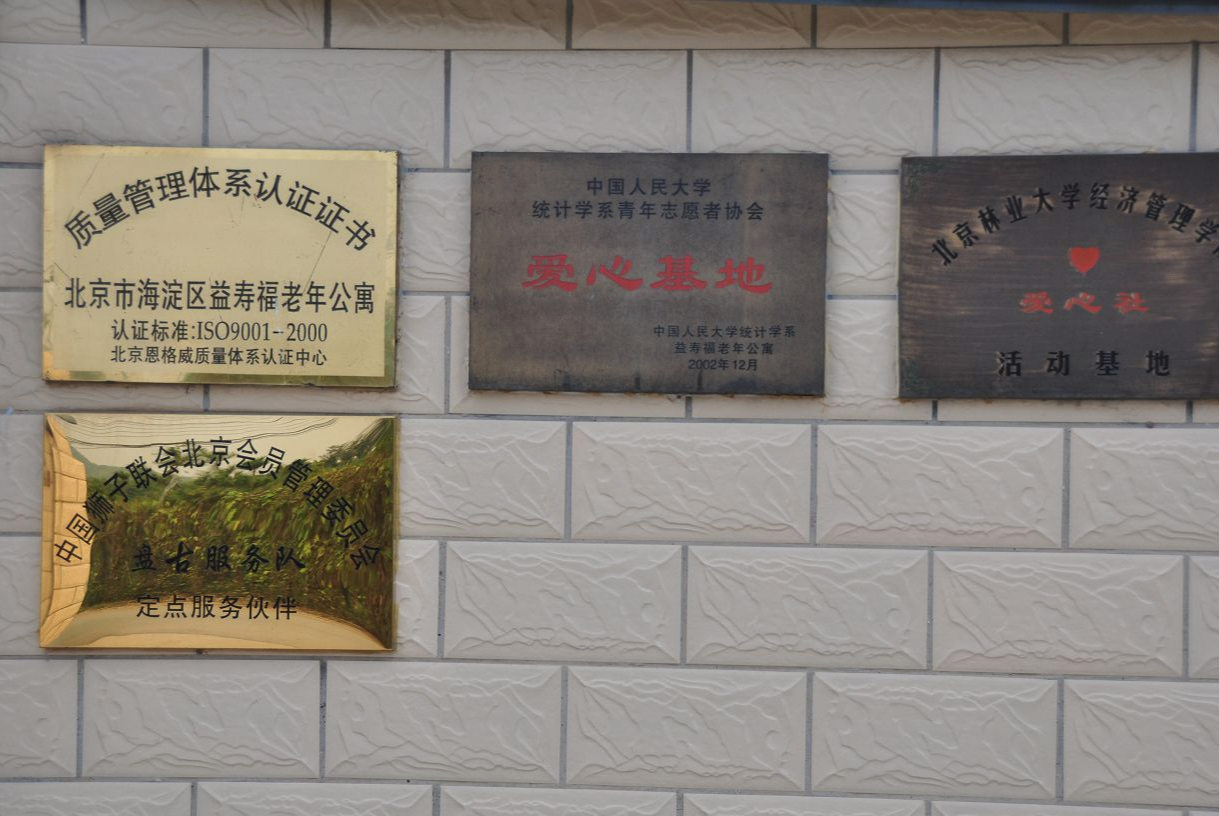 质量管理体系认证证书
北京市海淀区益寿福老年公寓
认证标准:ISO9001-2000
北京恩格威质量体系认证中心
中国人民大学
统计学系青年志愿者协会
爱心基地
中国人民大学统计学系
益寿福老年公寓
2002年12月
北京林业大学经济管理学
爱心社
活动基地
中国狮子联会北京会员管理委员会
盘古服务队
定点服务伙伴